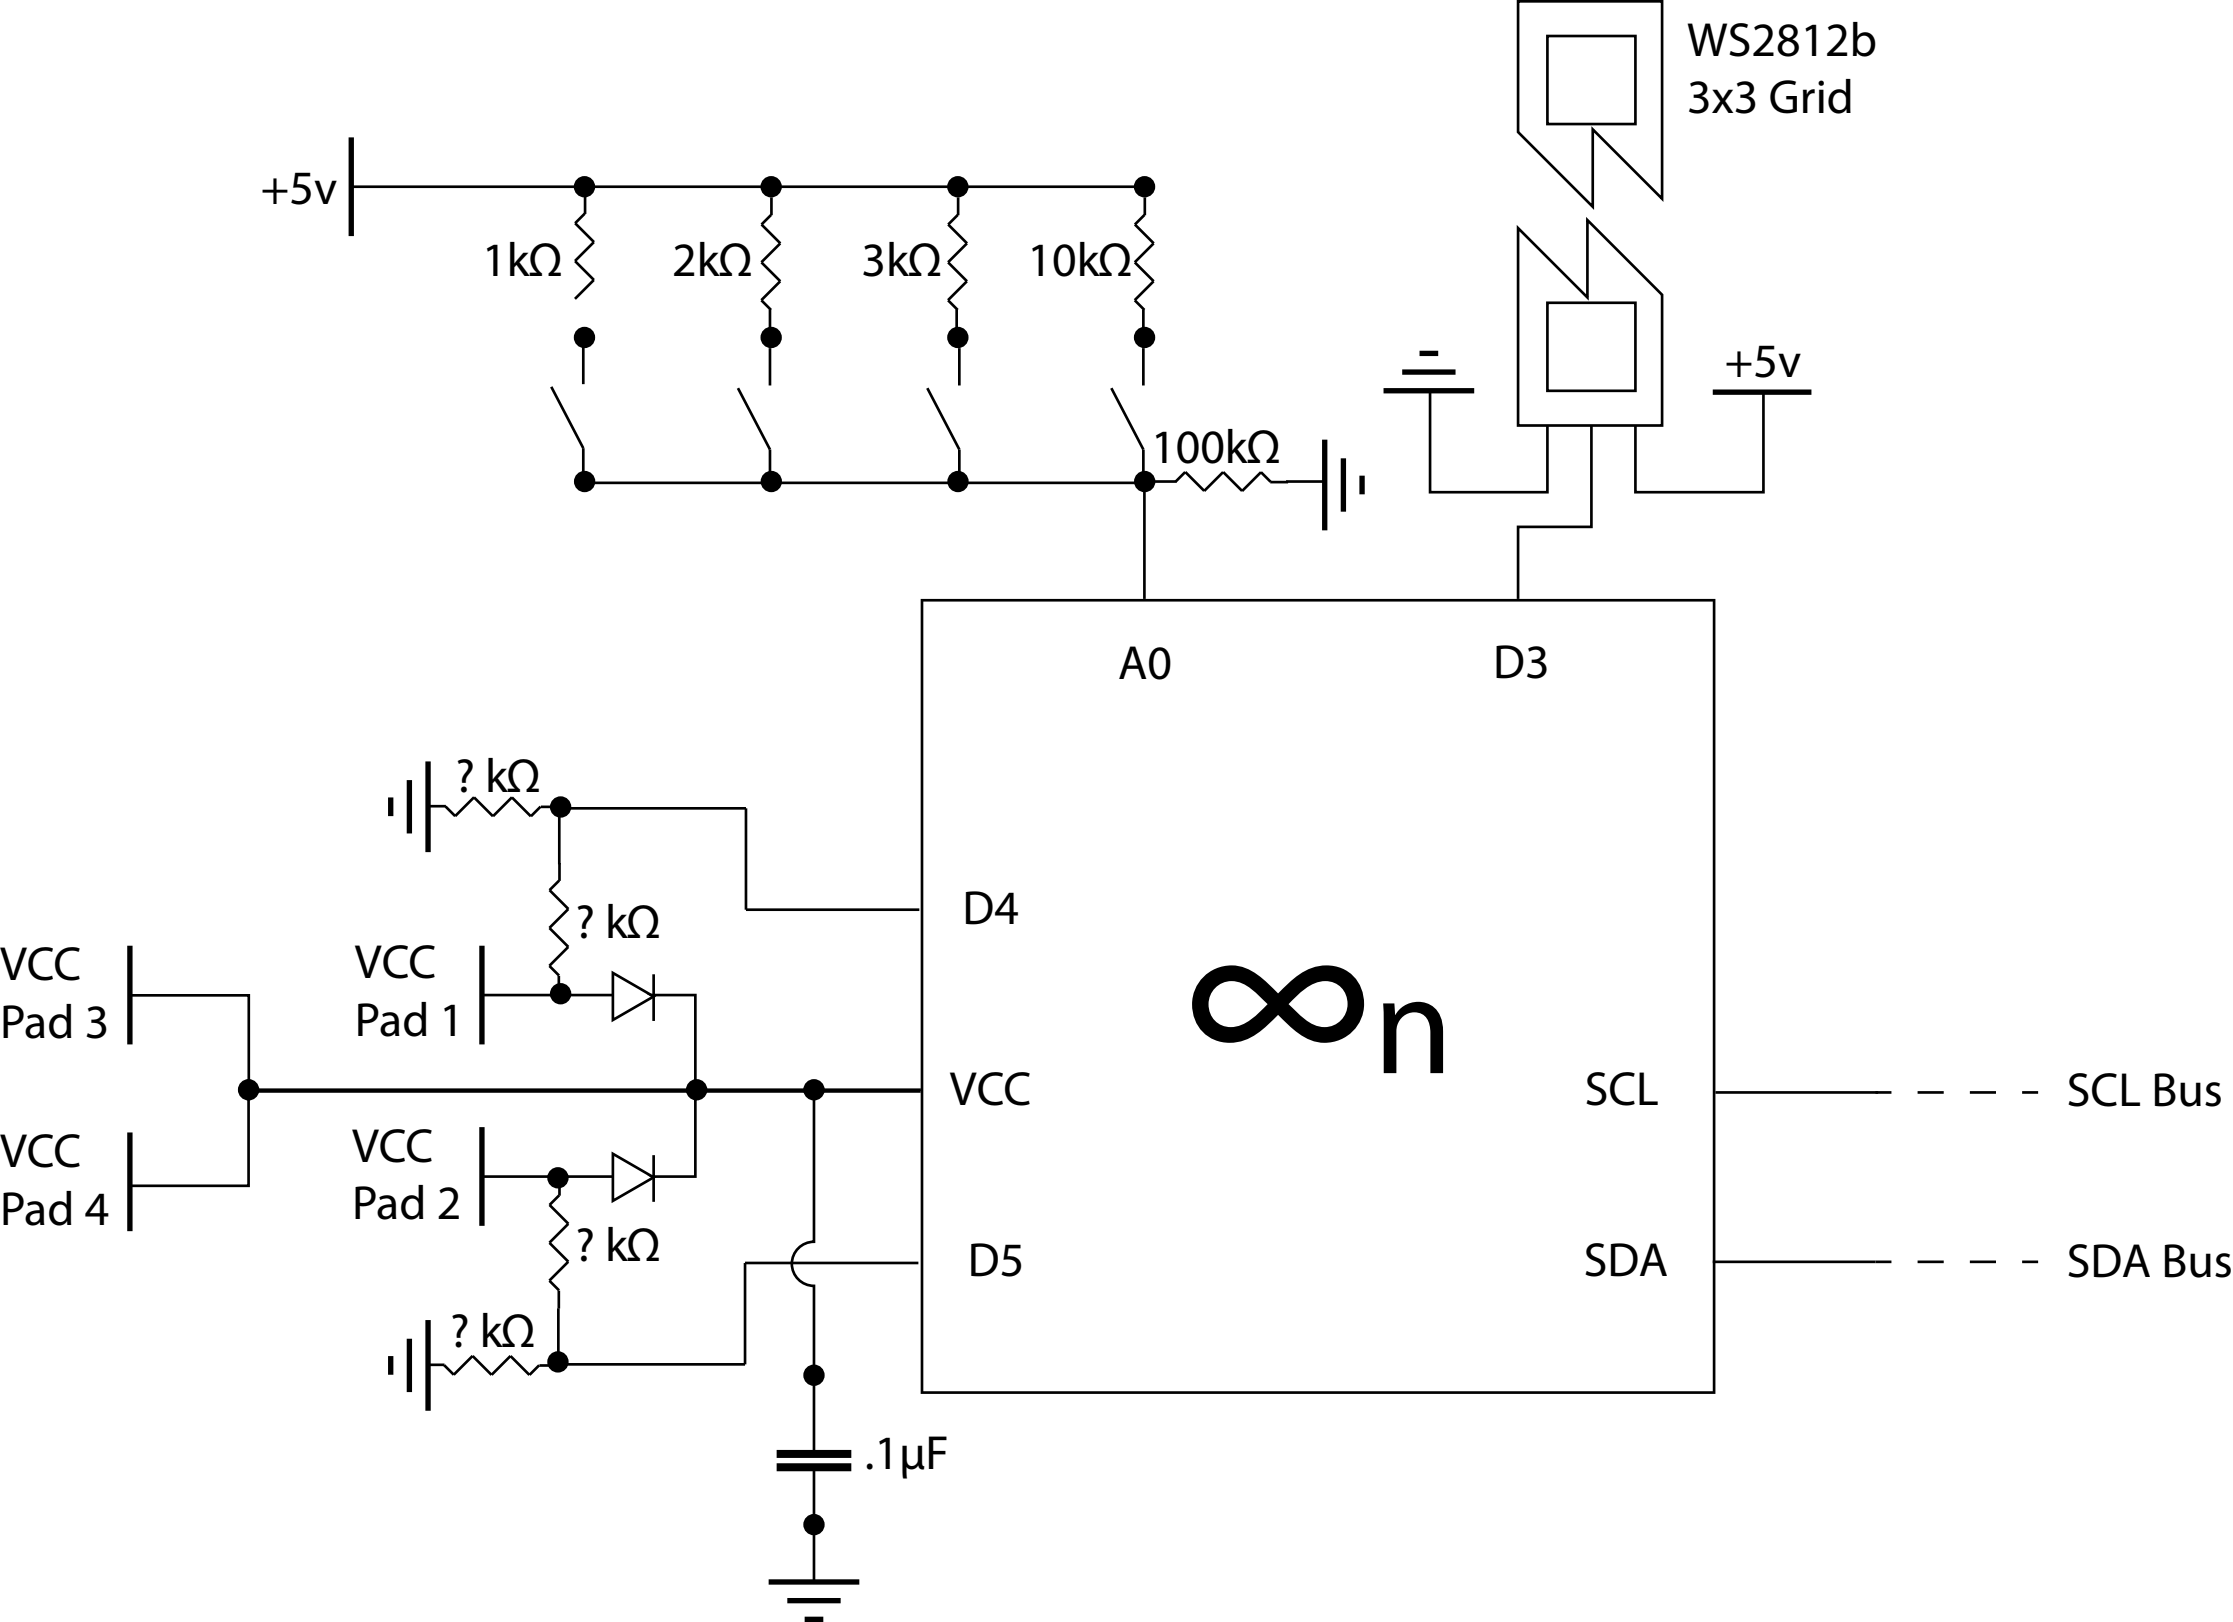 WS2812b
3x3 Grid
+5v
1kΩ
2kΩ
3kΩ
10kΩ
+5v
100kΩ
A0
D3
? kΩ
D4
? kΩ
VCC
Pad 3
VCC
Pad 1
∞n
VCC
SCL
SCL Bus
VCC
Pad 4
VCC
Pad 2
? kΩ
D5
SDA
SDA Bus
? kΩ
.1µF